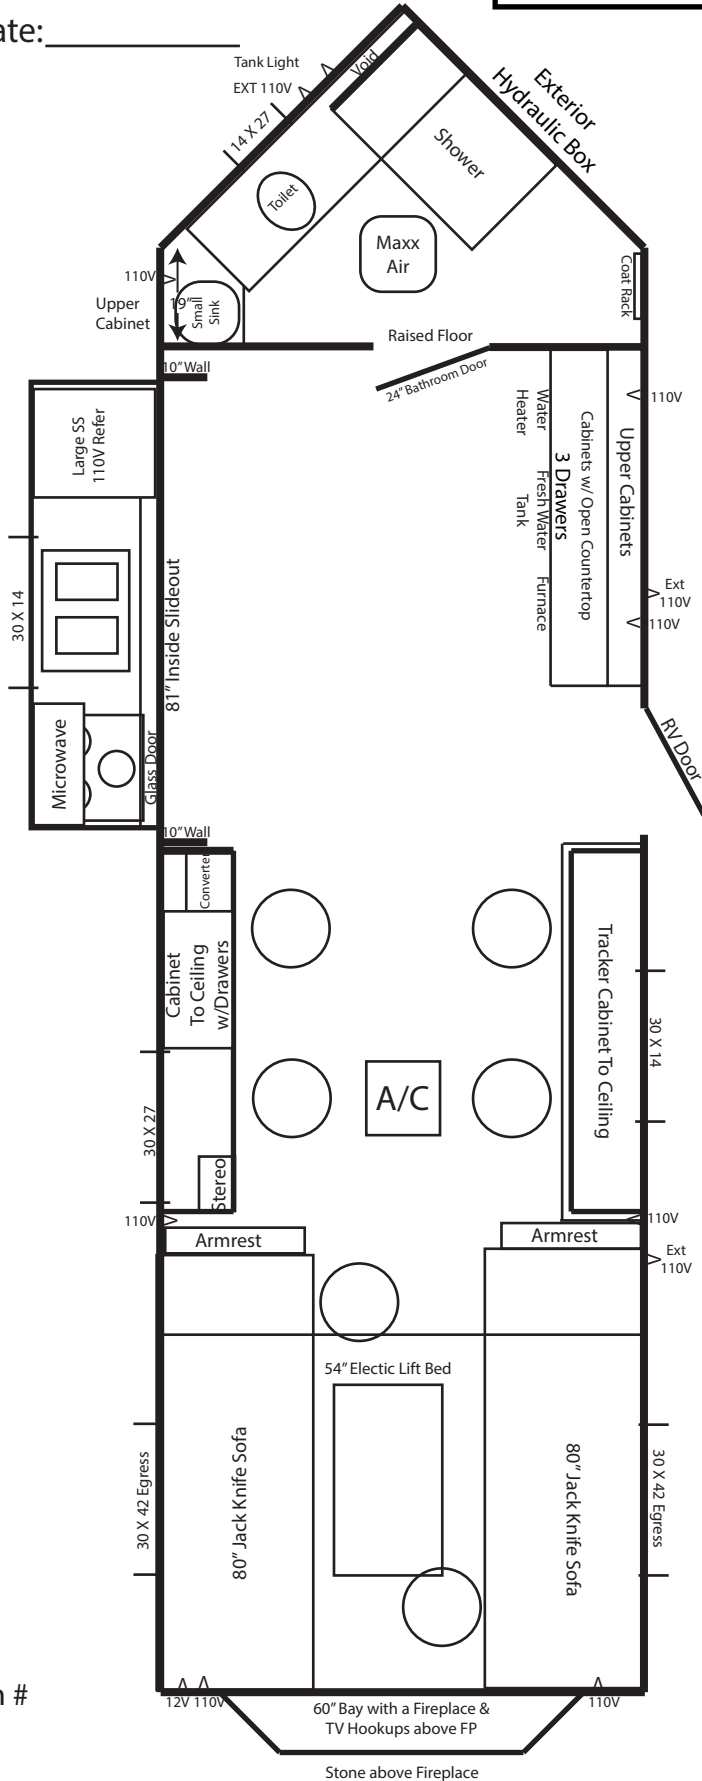 ate:
Tank Light
EXT 110V
14 X 27
Void
Exterior
Hydraulic Box
Shower
Toilet
Maxx
Air
Coat Rack
110V
19"
Small
Sink
Upper
Cabinet
Raised Floor
10" Wall
24" Bathroom Door
Large SS
110V Refer
Water
Heater
Fresh Water
Tank
Furnace
3 Drawers
Cabinets w/ Open Countertop
Upper Cabinets
110V
Ext
110V
110V
30 X 14
81" Inside Slideout
Microwave
Glass Door
RV Door
10" Wall
Converter
Cabinet
To Ceiling
w/Drawers
Tracker Cabinet To Ceiling
30 X 14
A/C
30 X 27
Stereo
110V
110V
Armrest
Armrest
Ext
110V
54" Electic Lift Bed
30 X 42 Egress
80" Jack Knife Sofa
80" Jack Knife Sofa
30 X 42 Egress
n #
12V 110V
110V
60" Bay with a Fireplace &
TV Hookups above FP
Stone above Fireplace